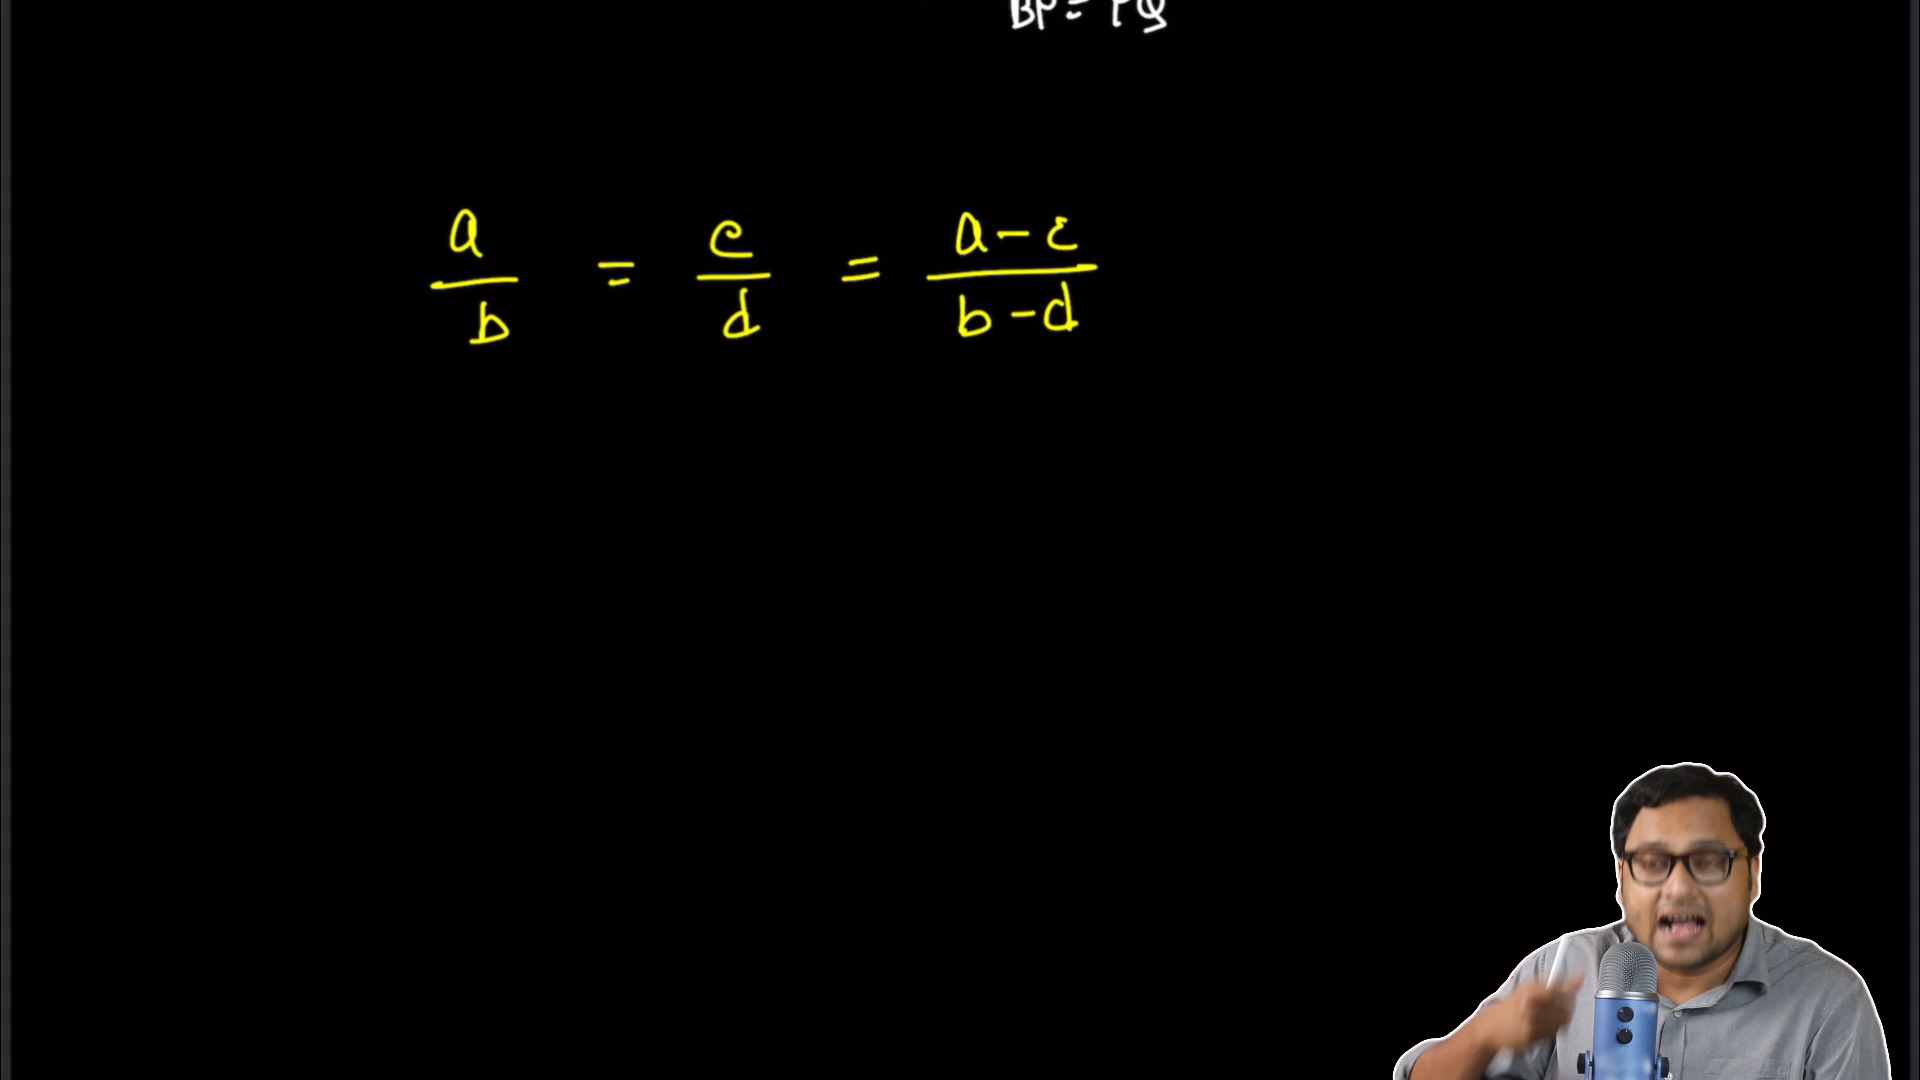 BP = PQ
a/b = c/d = a-c/b-d